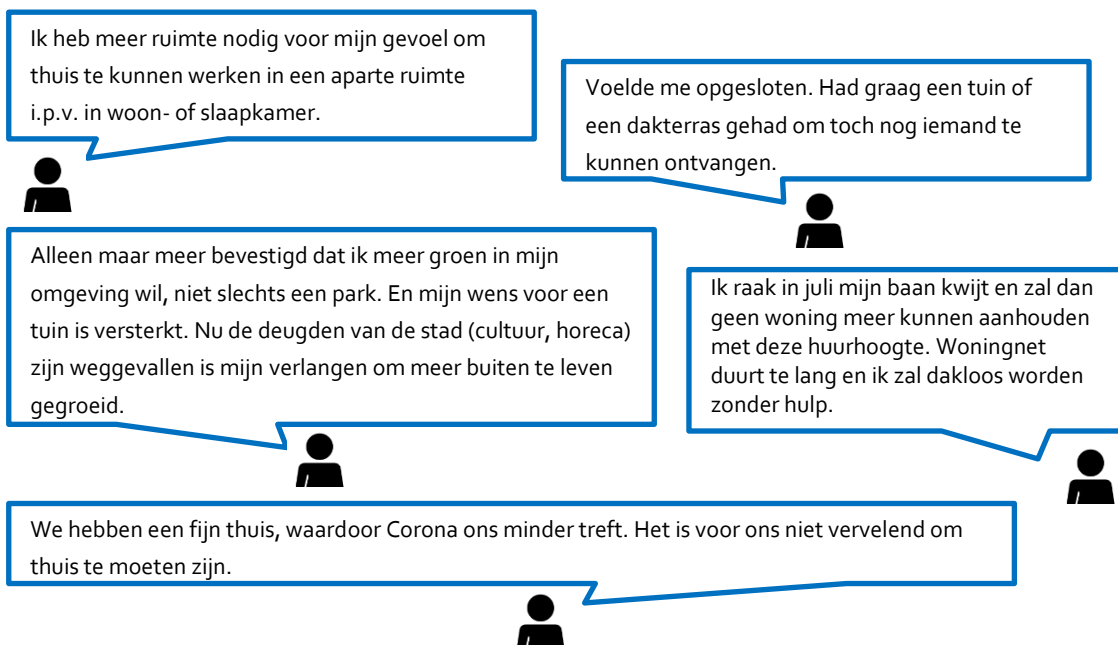 Ik heb meer ruimte nodig voor mijn gevoel om
thuis te kunnen werken in een aparte ruimte
i.p.v. in woon- of slaapkamer.
Voelde me opgesloten. Had graag een tuin of
een dakterras gehad om toch nog iemand te
kunnen ontvangen.
Alleen maar meer bevestigd dat ik meer groen in mijn
omgeving wil, niet slechts een park. En mijn wens voor een
tuin is versterkt. Nu de deugden van de stad (cultuur, horeca)
zijn weggevallen is mijn verlangen om meer buiten te leven
gegroeid.
Ik raak in juli mijn baan kwijt en zal dan
geen woning meer kunnen aanhouden
met deze huurhoogte. Woningnet
duurt te lang en ik zal dakloos worden
zonder hulp.
We hebben een fijn thuis, waardoor Corona ons minder treft. Het is voor ons niet vervelend om
thuis te moeten zijn.